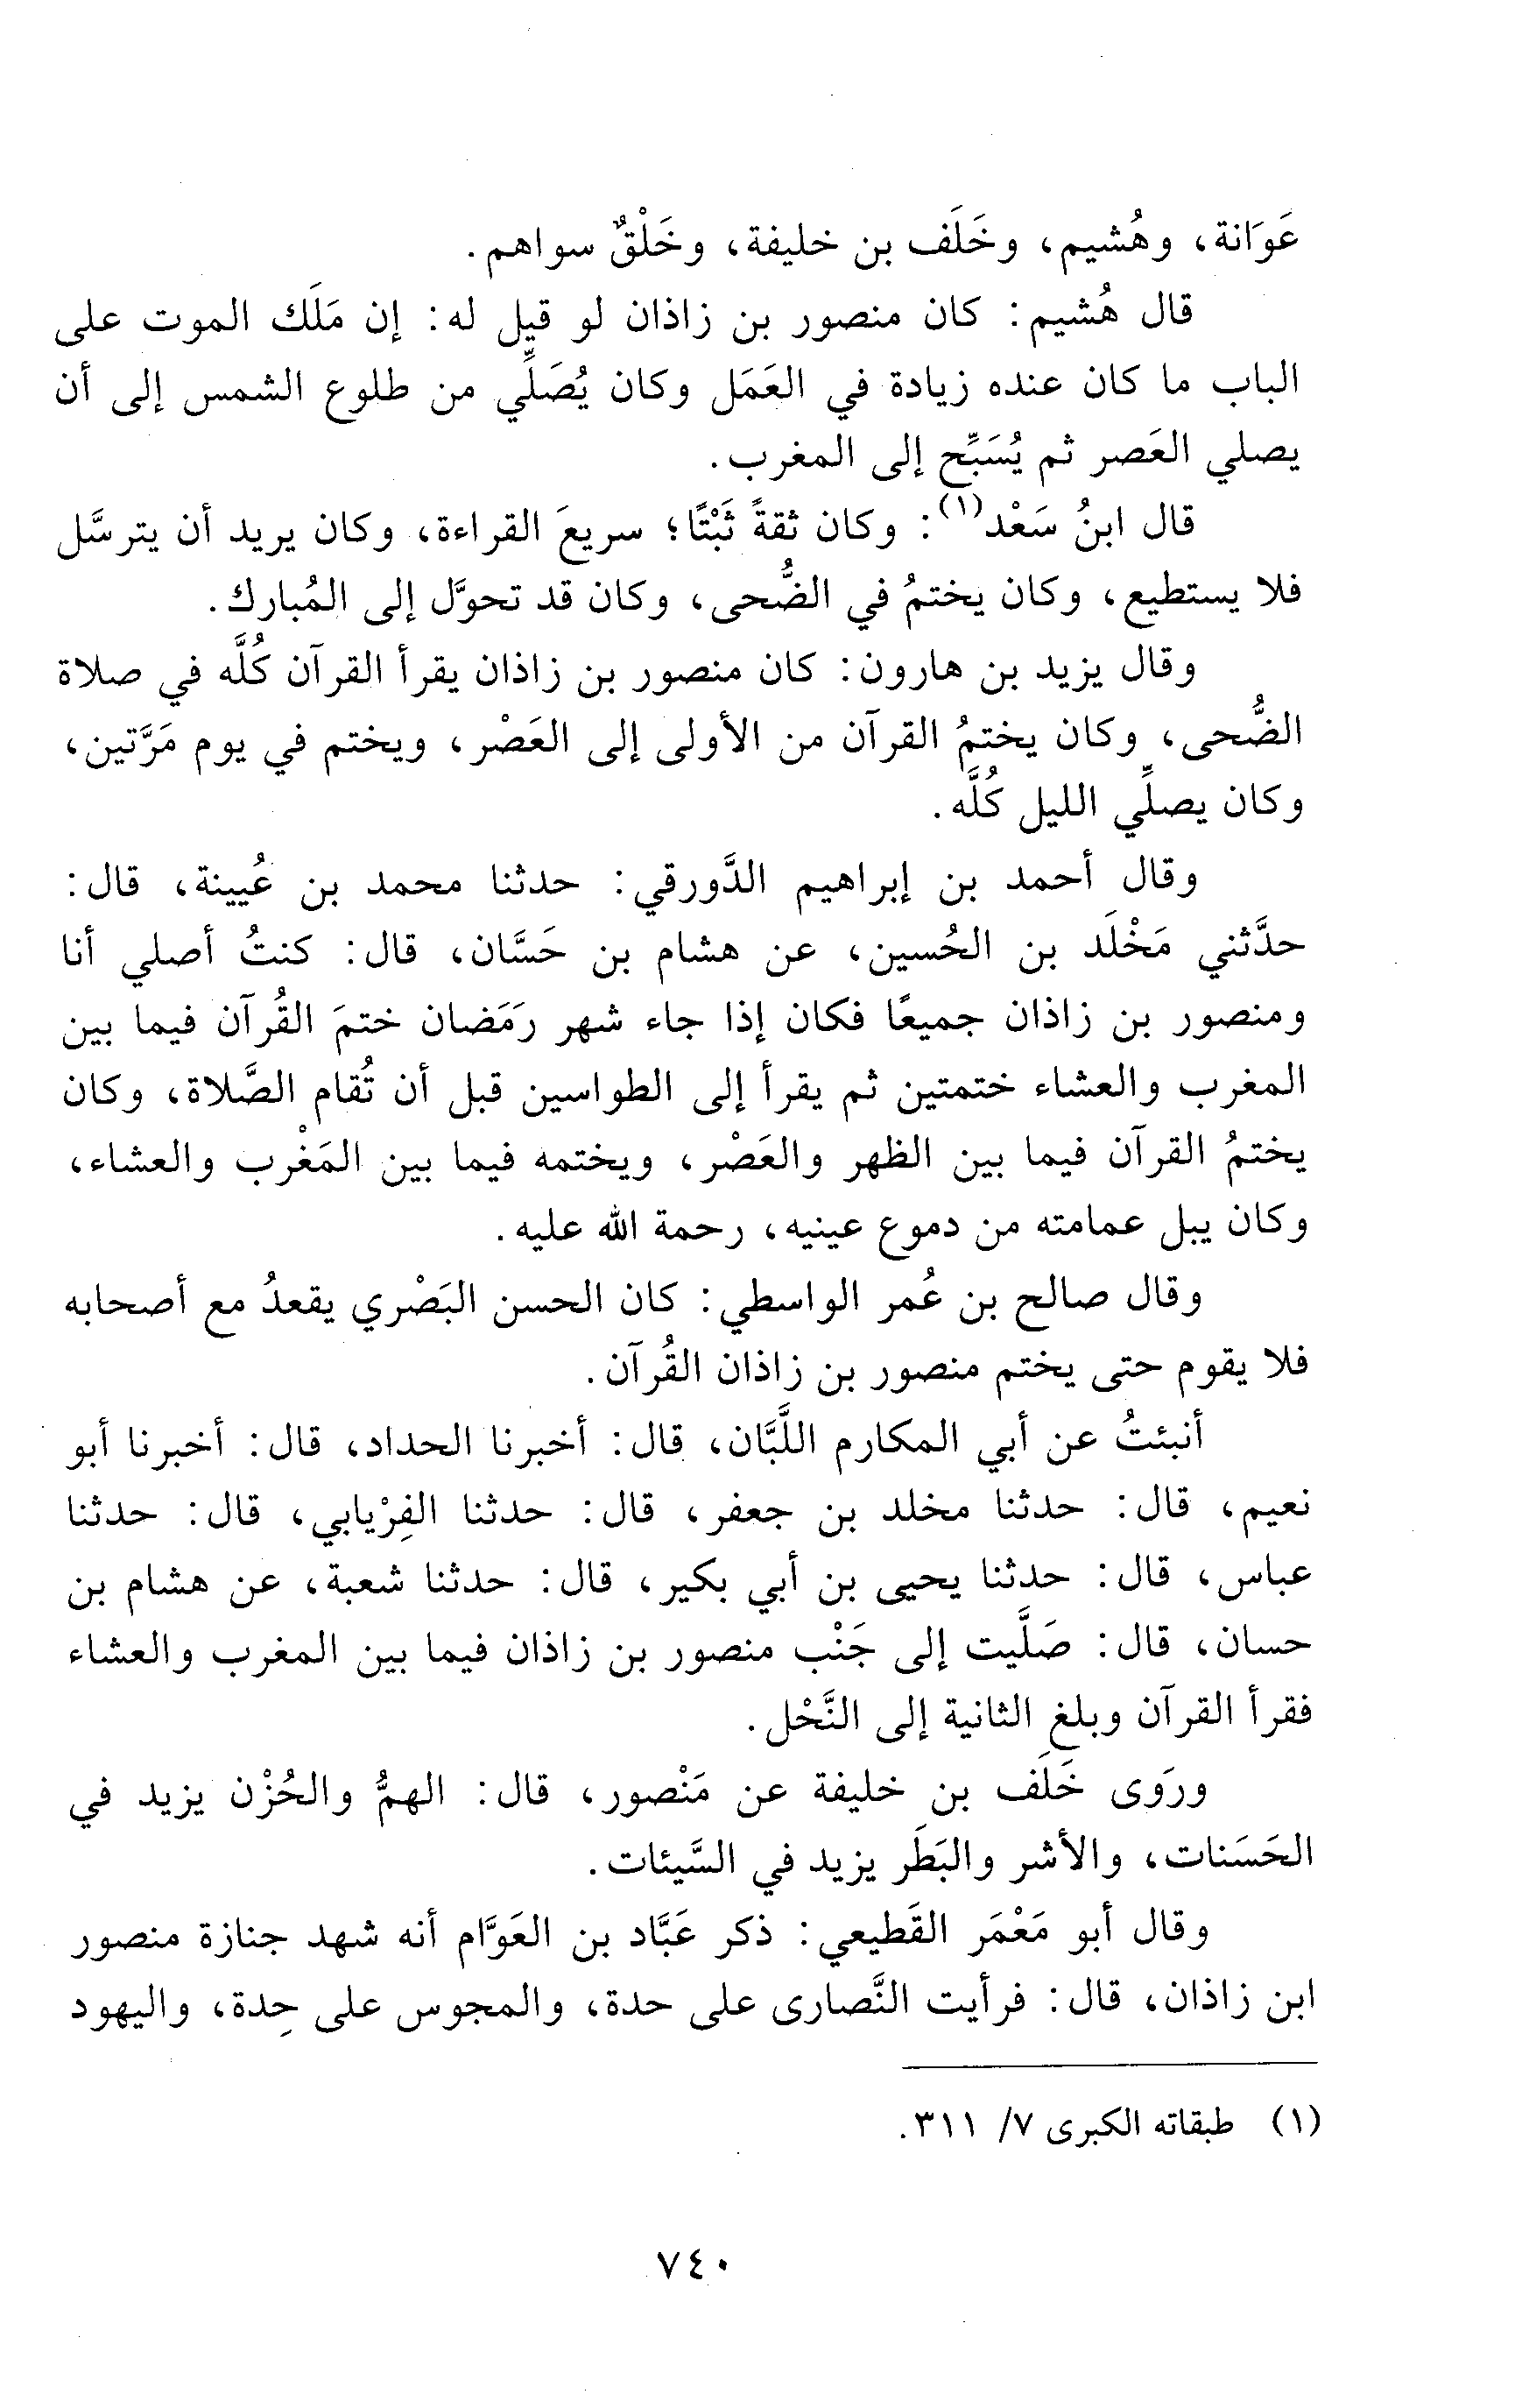 عَوَانة، وهُشيم، وخَلَف بن خليفة، وخَلْقٌ سواهم.
قال هُشيم: كان منصور بن زاذان لو قيل له: إن مَلَك الموت على
الباب ما كان عنده زيادة في العَمَل وكان يُصَلِّي من طلوع الشمس إلى أن
يصلي العَصر ثم يُسَبِّح إلى المغرب.
قال ابنُ سَعْد(١): وكان ثقةً ثَبْتًا؛ سريعَ القراءة، وكان يريد أن يترسَّل
فلا يستطيع، وكان يختمُ في الضُّحى، وكان قد تحوَّل إلى المُبارك.
وقال يزيد بن هارون: كان منصور بن زاذان يقرأ القرآن كُلَّه في صلاة
الضُّحى، وكان يختمُ القرآن من الأولى إلى العَصْر، ويختم في يوم مَرَّتين،
وكان يصلِّي الليل كُلَّه.
وقال أحمد بن إبراهيم الدَّورقي: حدثنا محمد بن عُيينة، قال:
حدَّثني مَخْلَد بن الحُسين، عن هشام بن حَسَّان، قال: كنتُ أصلي أنا
ومنصور بن زاذان جميعًا فكان إذا جاء شهر رَمَضان ختمَ القُرآن فيما بين
المغرب والعشاء ختمتين ثم يقرأ إلى الطواسين قبل أن تُقام الصَّلاة، وكان
يختمُ القرآن فيما بين الظهر والعَصْر، ويختمه فيما بين المَغْرب والعشاء،
وكان يبل عمامته من دموع عينيه، رحمة الله عليه.
وقال صالح بن عُمر الواسطي: كان الحسن البَصْري يقعدُ مع أصحابه
فلا يقوم حتى يختم منصور بن زاذان القُرآن.
أنبئتُ عن أبي المكارم اللَّبَّان، قال: أخبرنا الحداد، قال: أخبرنا أبو
نعيم، قال: حدثنا مخلد بن جعفر، قال: حدثنا الفِرْيابي، قال: حدثنا
عباس، قال: حدثنا يحيى بن أبي بكير، قال: حدثنا شعبة، عن هشام بن
حسان، قال: صَلَّيت إلى جَنْب منصور بن زاذان فيما بين المغرب والعشاء
فقرأ القرآن وبلغ الثانية إلى النَّحْل.
ورَوى خَلَف بن خليفة عن مَنْصور، قال: الهمُّ والحُزْن يزيد في
الحَسَنات، والأشر والبَطَر يزيد في السَّيئات.
وقال أبو مَعْمَر القَطيعي: ذكر عَبَّاد بن العَوَّام أنه شهد جنازة منصور
ابن زاذان، قال: فرأيت النَّصارى على حدة، والمجوس على حِدة، واليهود
(١) طبقاته الكبرى ٧/ ٣١١.
٧٤٠